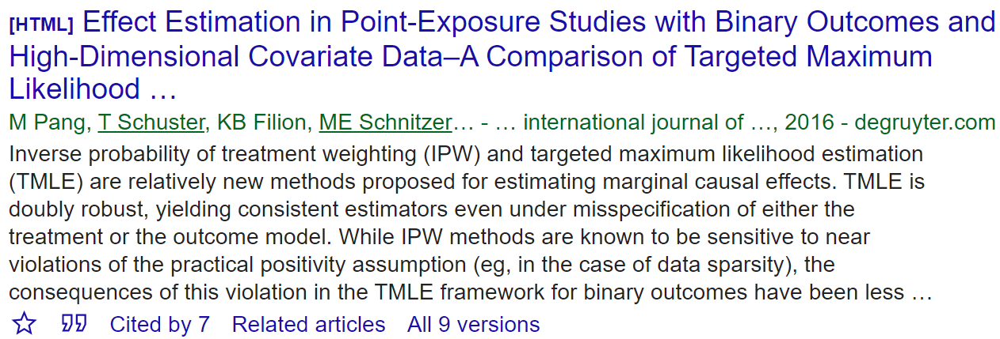 [HTML] Effect Estimation in Point-Exposure Studies with Binary Outcomes and
High-Dimensional Covariate Data–A Comparison of Targeted Maximum
Likelihood …
M Pang, T Schuster, KB Filion, ME Schnitzer… - … international journal of …, 2016 - degruyter.com
Inverse probability of treatment weighting (IPW) and targeted maximum likelihood estimation
(TMLE) are relatively new methods proposed for estimating marginal causal effects. TMLE is
doubly robust, yielding consistent estimators even under misspecification of either the
treatment or the outcome model. While IPW methods are known to be sensitive to near
violations of the practical positivity assumption (eg, in the case of data sparsity), the
consequences of this violation in the TMLE framework for binary outcomes have been less …
Cited by 7 Related articles All 9 versions